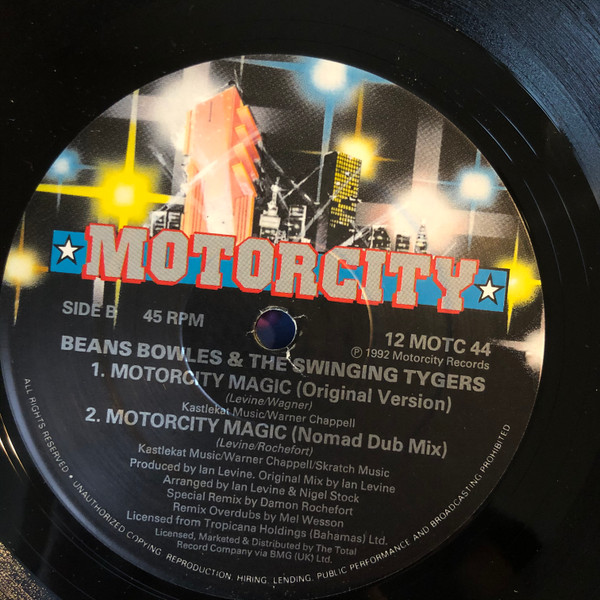 MOTORCITY
SIDE B 45 RPM
12 MOTC 44
℗ 1992 Motorcity Records
BEANS BOWLES & THE SWINGING TYGERS
1. MOTORCITY MAGIC (Original Version)
(Levine/Wagner)
Kastlekat Music/Warner Chappell
2. MOTORCITY MAGIC (Nomad Dub Mix)
(Levine/Rochefort)
Kastlekat Music/Warner Chappell/Skratch Music
Produced by Ian Levine. Original Mix by Ian Levine
Arranged by Ian Levine & Nigel Stock
Special Remix by Damon Rochefort
Remix Overdubs by Mel Wesson
Licensed from Tropicana Holdings (Bahamas) Ltd.
Licensed, Marketed & Distributed by The Total
Record Company via BMG (UK) Ltd.
ALL RIGHTS RESERVED • UNAUTHORIZED COPYING, REPRODUCTION, HIRING, LENDING, PUBLIC PERFORMANCE AND BROADCASTING PROHIBITED